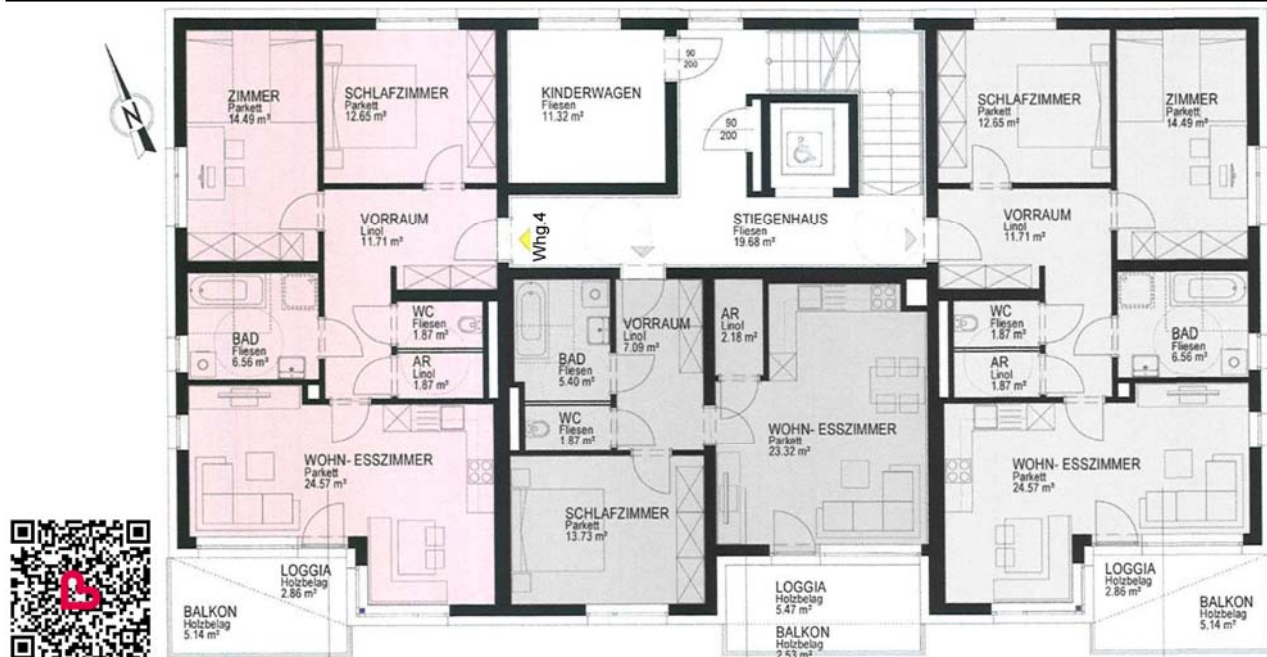 ZIMMER
Parkett
14.49 m²
SCHLAFZIMMER
Parkett
12.65 m²
KINDERWAGEN
Fliesen
11.32 m²
90
200
90
200
SCHLAFZIMMER
Parkett
12.65 m²
ZIMMER
Parkett
14.49 m²
N
VORRAUM
Linol
11.71 m²
Whg.4
STIEGENHAUS
Fliesen
19.68 m²
VORRAUM
Linol
11.71 m²
BAD
Fliesen
6.56 m²
WC
Fliesen
1.87 m²
AR
Linol
1.87 m²
BAD
Fliesen
5.40 m²
VORRAUM
Linol
7.09 m²
AR
Linol
2.18 m²
WC
Fliesen
1.87 m²
WC
Fliesen
1.87 m²
AR
Linol
1.87 m²
BAD
Fliesen
6.56 m²
WOHN- ESSZIMMER
Parkett
24.57 m²
SCHLAFZIMMER
Parkett
13.73 m²
WOHN- ESSZIMMER
Parkett
23.32 m²
WOHN- ESSZIMMER
Parkett
24.57 m²
LOGGIA
Holzbelag
2.86 m²
BALKON
Holzbelag
5.14 m²
LOGGIA
Holzbelag
5.47 m²
BALKON
Holzbelag
2.53 m²
LOGGIA
Holzbelag
2.86 m²
BALKON
Holzbelag
5.14 m²